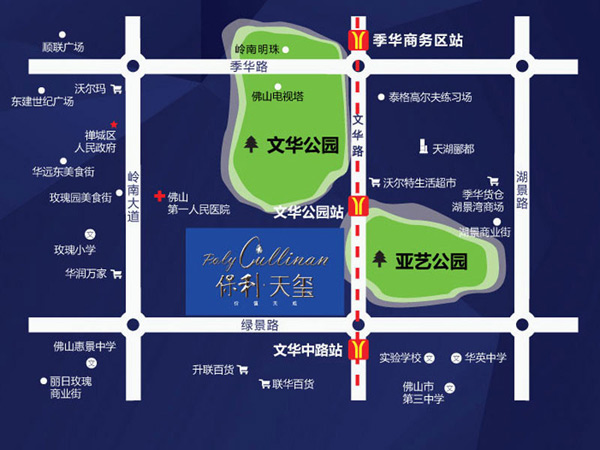 季华商务区站
顺联广场
岭南明珠
季华路
沃尔玛
东建世纪广场
佛山电视塔
泰格高尔夫练习场
禅城区
人民政府
文华公园
文华路
天湖郦都
华远东美食街
岭南大道
沃尔特生活超市
湖景路
玫瑰园美食街
佛山
第一人民医院
季华货仓
湖景湾商场
文华公园站
湖景商业街
玫瑰小学
Poly Cullinan
保利·天玺
亚艺公园
华润万家
绿景路
佛山惠景中学
文华中路站
实验学校
华英中学
升联百货
丽日玫瑰
商业街
联华百货
佛山市
第三中学